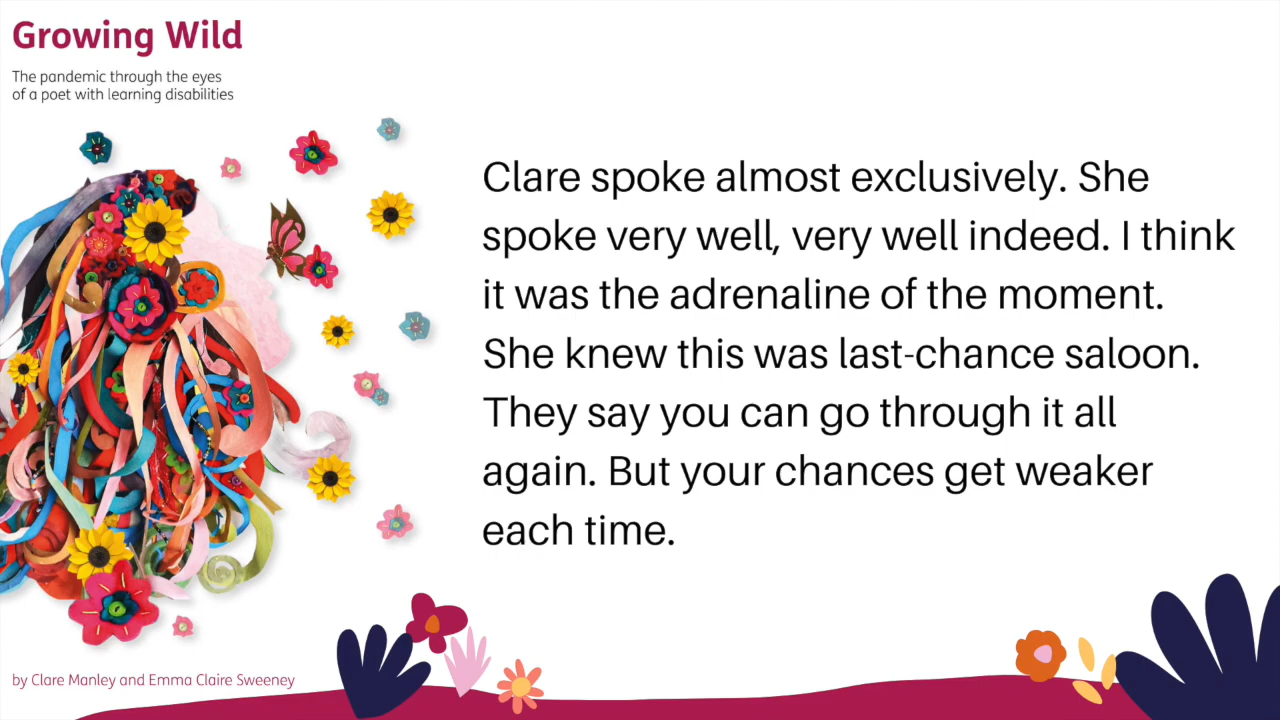 Growing Wild
The pandemic through the eyes
of a poet with learning disabilities
Clare spoke almost exclusively. She
spoke very well, very well indeed. I think
it was the adrenaline of the moment.
She knew this was last-chance saloon.
They say you can go through it all
again. But your chances get weaker
each time.
by Clare Manley and Emma Claire Sweeney